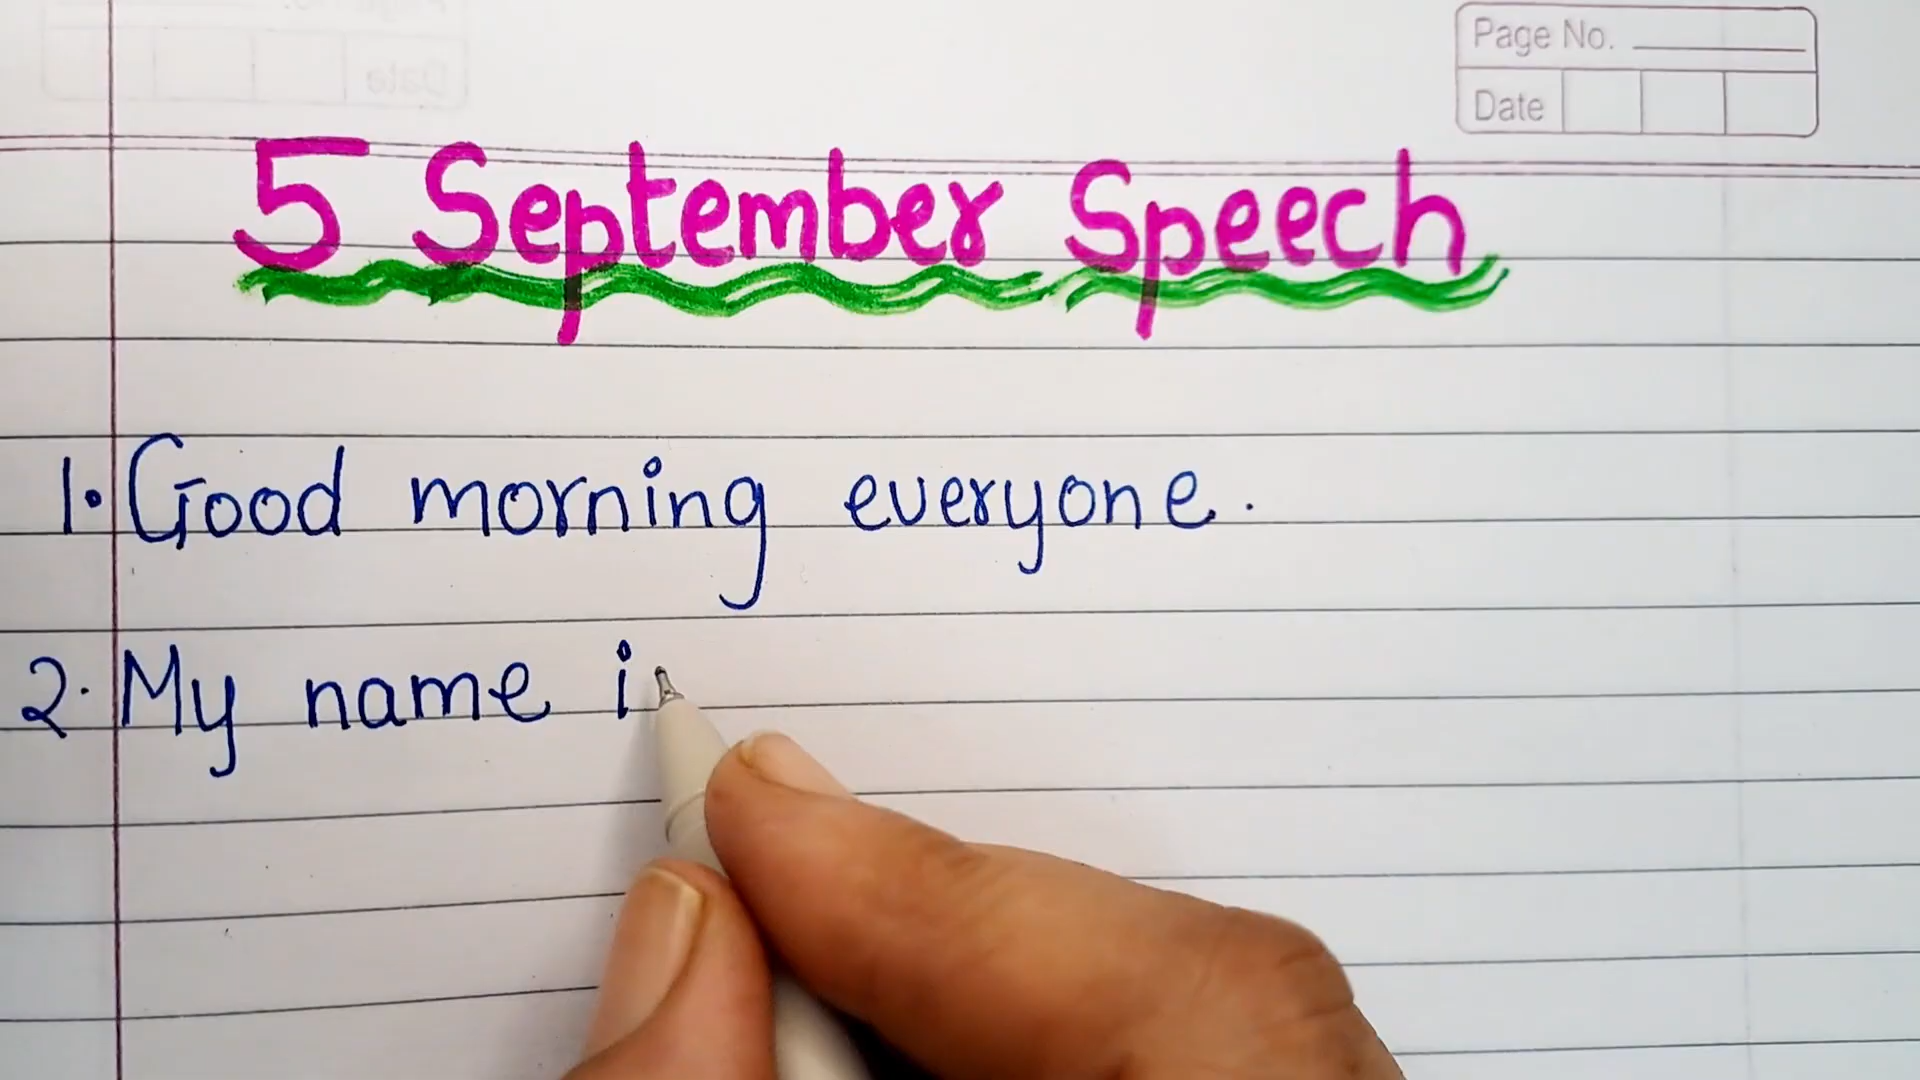 Page No.
Date
5 September Speech
1. Good morning everyone.
2. My name i